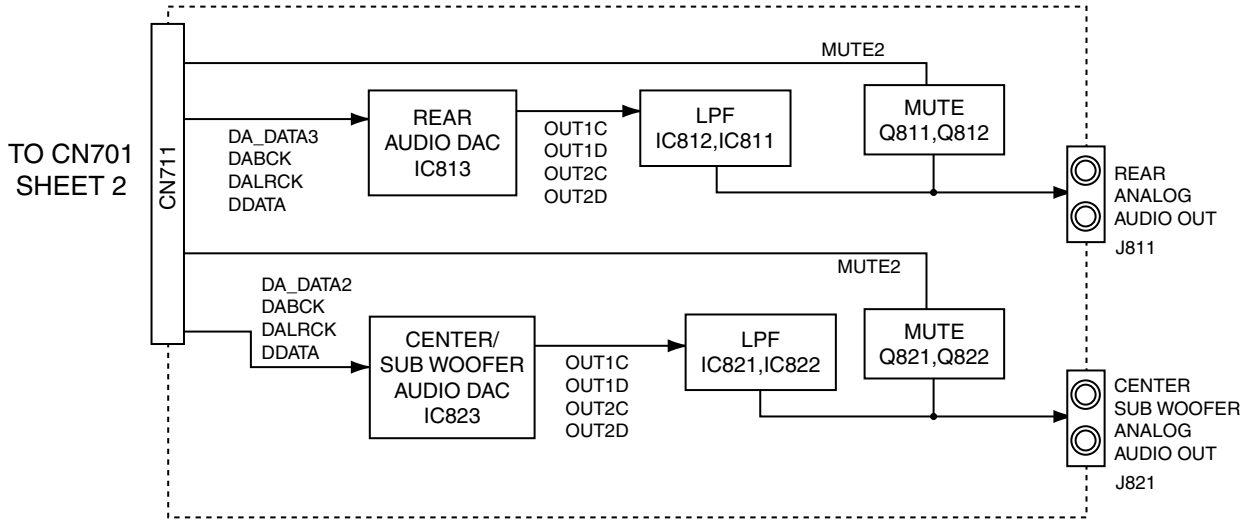 TO CN701
SHEET 2
CN711
MUTE2
DA_DATA3
DABCK
DALRCK
DDATA
REAR
AUDIO DAC
IC813
OUT1C
OUT1D
OUT2C
OUT2D
LPF
IC812,IC811
MUTE
Q811,Q812
REAR
ANALOG
AUDIO OUT
J811
MUTE2
DA_DATA2
DABCK
DALRCK
DDATA
CENTER/
SUB WOOFER
AUDIO DAC
IC823
OUT1C
OUT1D
OUT2C
OUT2D
LPF
IC821,IC822
MUTE
Q821,Q822
CENTER
SUB WOOFER
ANALOG
AUDIO OUT
J821